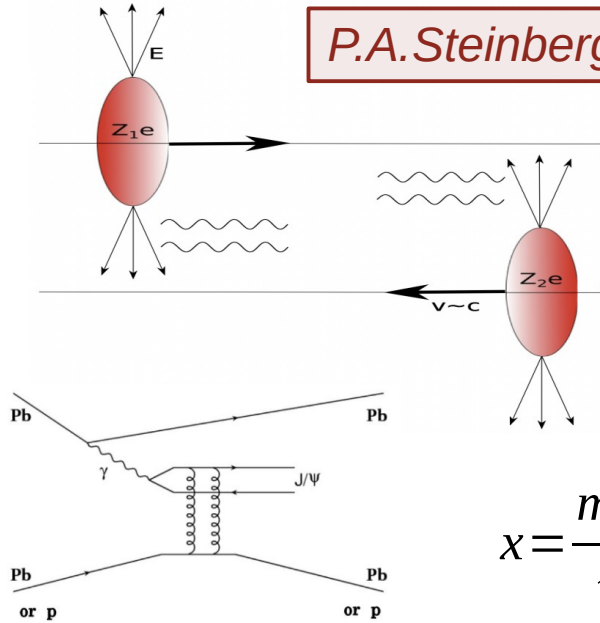 P.A.Steinberg
E
Z₁e
Z₂e
v~c
Pb
Pb
γ
J/Ψ
Pb
Pb
or p
or p
x=m